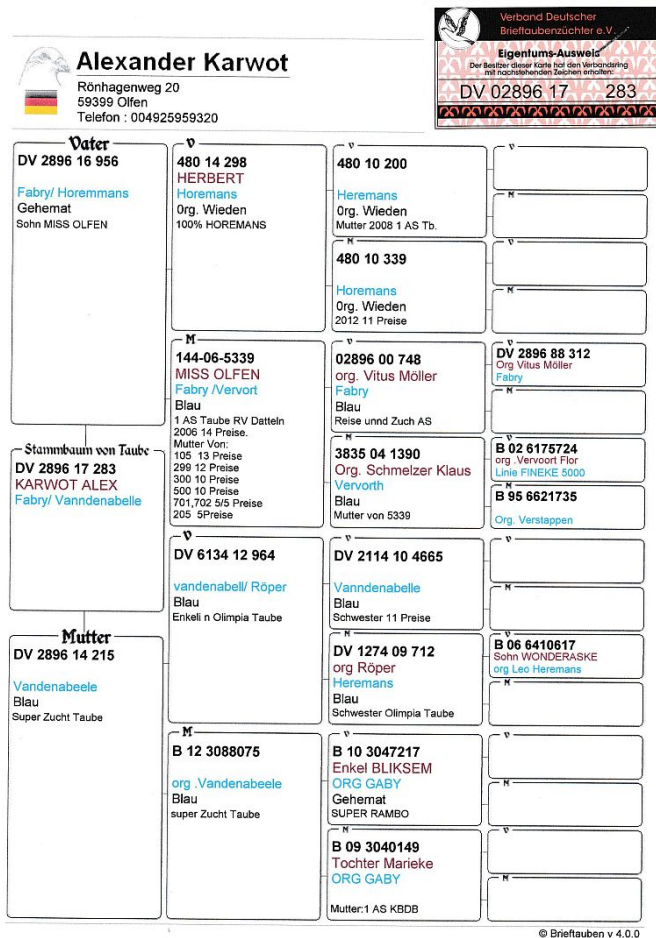 Alexander Karwot
Rönhagenweg 20
59399 Olfen
Telefon : 004925959320
Verband Deutscher
Brieftaubenzüchter e.V.
Eigentums-Ausweis
Der Besitzer dieser Karte hat den Verbandsring
mit nachstehenden Zeichen erhalten:
DV 02896 17 283
Stammbaum von Taube
DV 2896 17 283
KARWOT ALEX
Fabry/ Vanndenabelle
Vater
DV 2896 16 956
Fabry/ Horemmans
Gehemat
Sohn MISS OLFEN
Mutter
DV 2896 14 215
Vandenabeele
Blau
Super Zucht Taube
V
480 14 298
HERBERT
Horemans
0rg. Wieden
100% HOREMANS
M
144-06-5339
MISS OLFEN
Fabry /Vervort
Blau
1 AS Taube RV Datteln
2006 14 Preise.
Mutter Von:
105 13 Preise
299 12 Preise
300 10 Preise
500 10 Preise
701,702 5/5 Preise
205 5Preise
V
DV 6134 12 964
vandenabell/ Röper
Blau
Enkeli n Olimpia Taube
M
B 12 3088075
org .Vandenabeele
Blau
super Zucht Taube
V
480 10 200
Heremans
0rg. Wieden
Mutter 2008 1 AS Tb.
M
480 10 339
Horemans
0rg. Wieden
2012 11 Preise
V
02896 00 748
org. Vitus Möller
Fabry
Blau
Reise unnd Zuch AS
M
3835 04 1390
Org. Schmelzer Klaus
Vervorth
Blau
Mutter von 5339
V
DV 2114 10 4665
Vanndenabelle
Blau
Schwester 11 Preise
M
DV 1274 09 712
org Röper
Heremans
Blau
Schwester Olimpia Taube
V
B 10 3047217
Enkel BLIKSEM
ORG GABY
Gehemat
SUPER RAMBO
M
B 09 3040149
Tochter Marieke
ORG GABY
Mutter:1 AS KBDB
V
M
V
M
V
DV 2896 88 312
Org Vitus Möller
Fabry
M
V
B 02 6175724
org .Vervoort Flor
Linie FINEKE 5000
M
B 95 6621735
Org. Verstappen
V
M
V
B 06 6410617
Sohn WONDERASKE
org Leo Heremans
M
V
M
V
M
© Brieftauben v 4.0.0